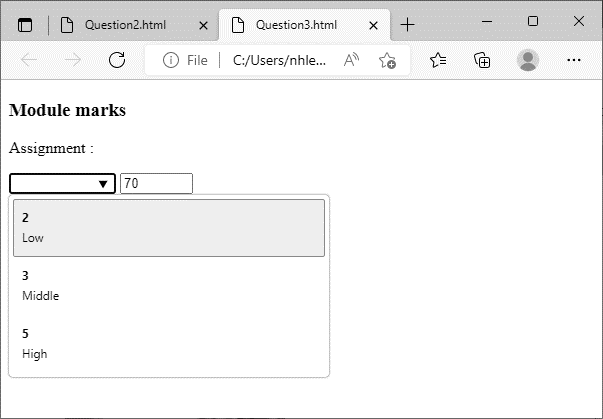 Question2.html
Question3.html
File
C:/Users/nhle...
Module marks
Assignment :
70
2
Low
3
Middle
5
High